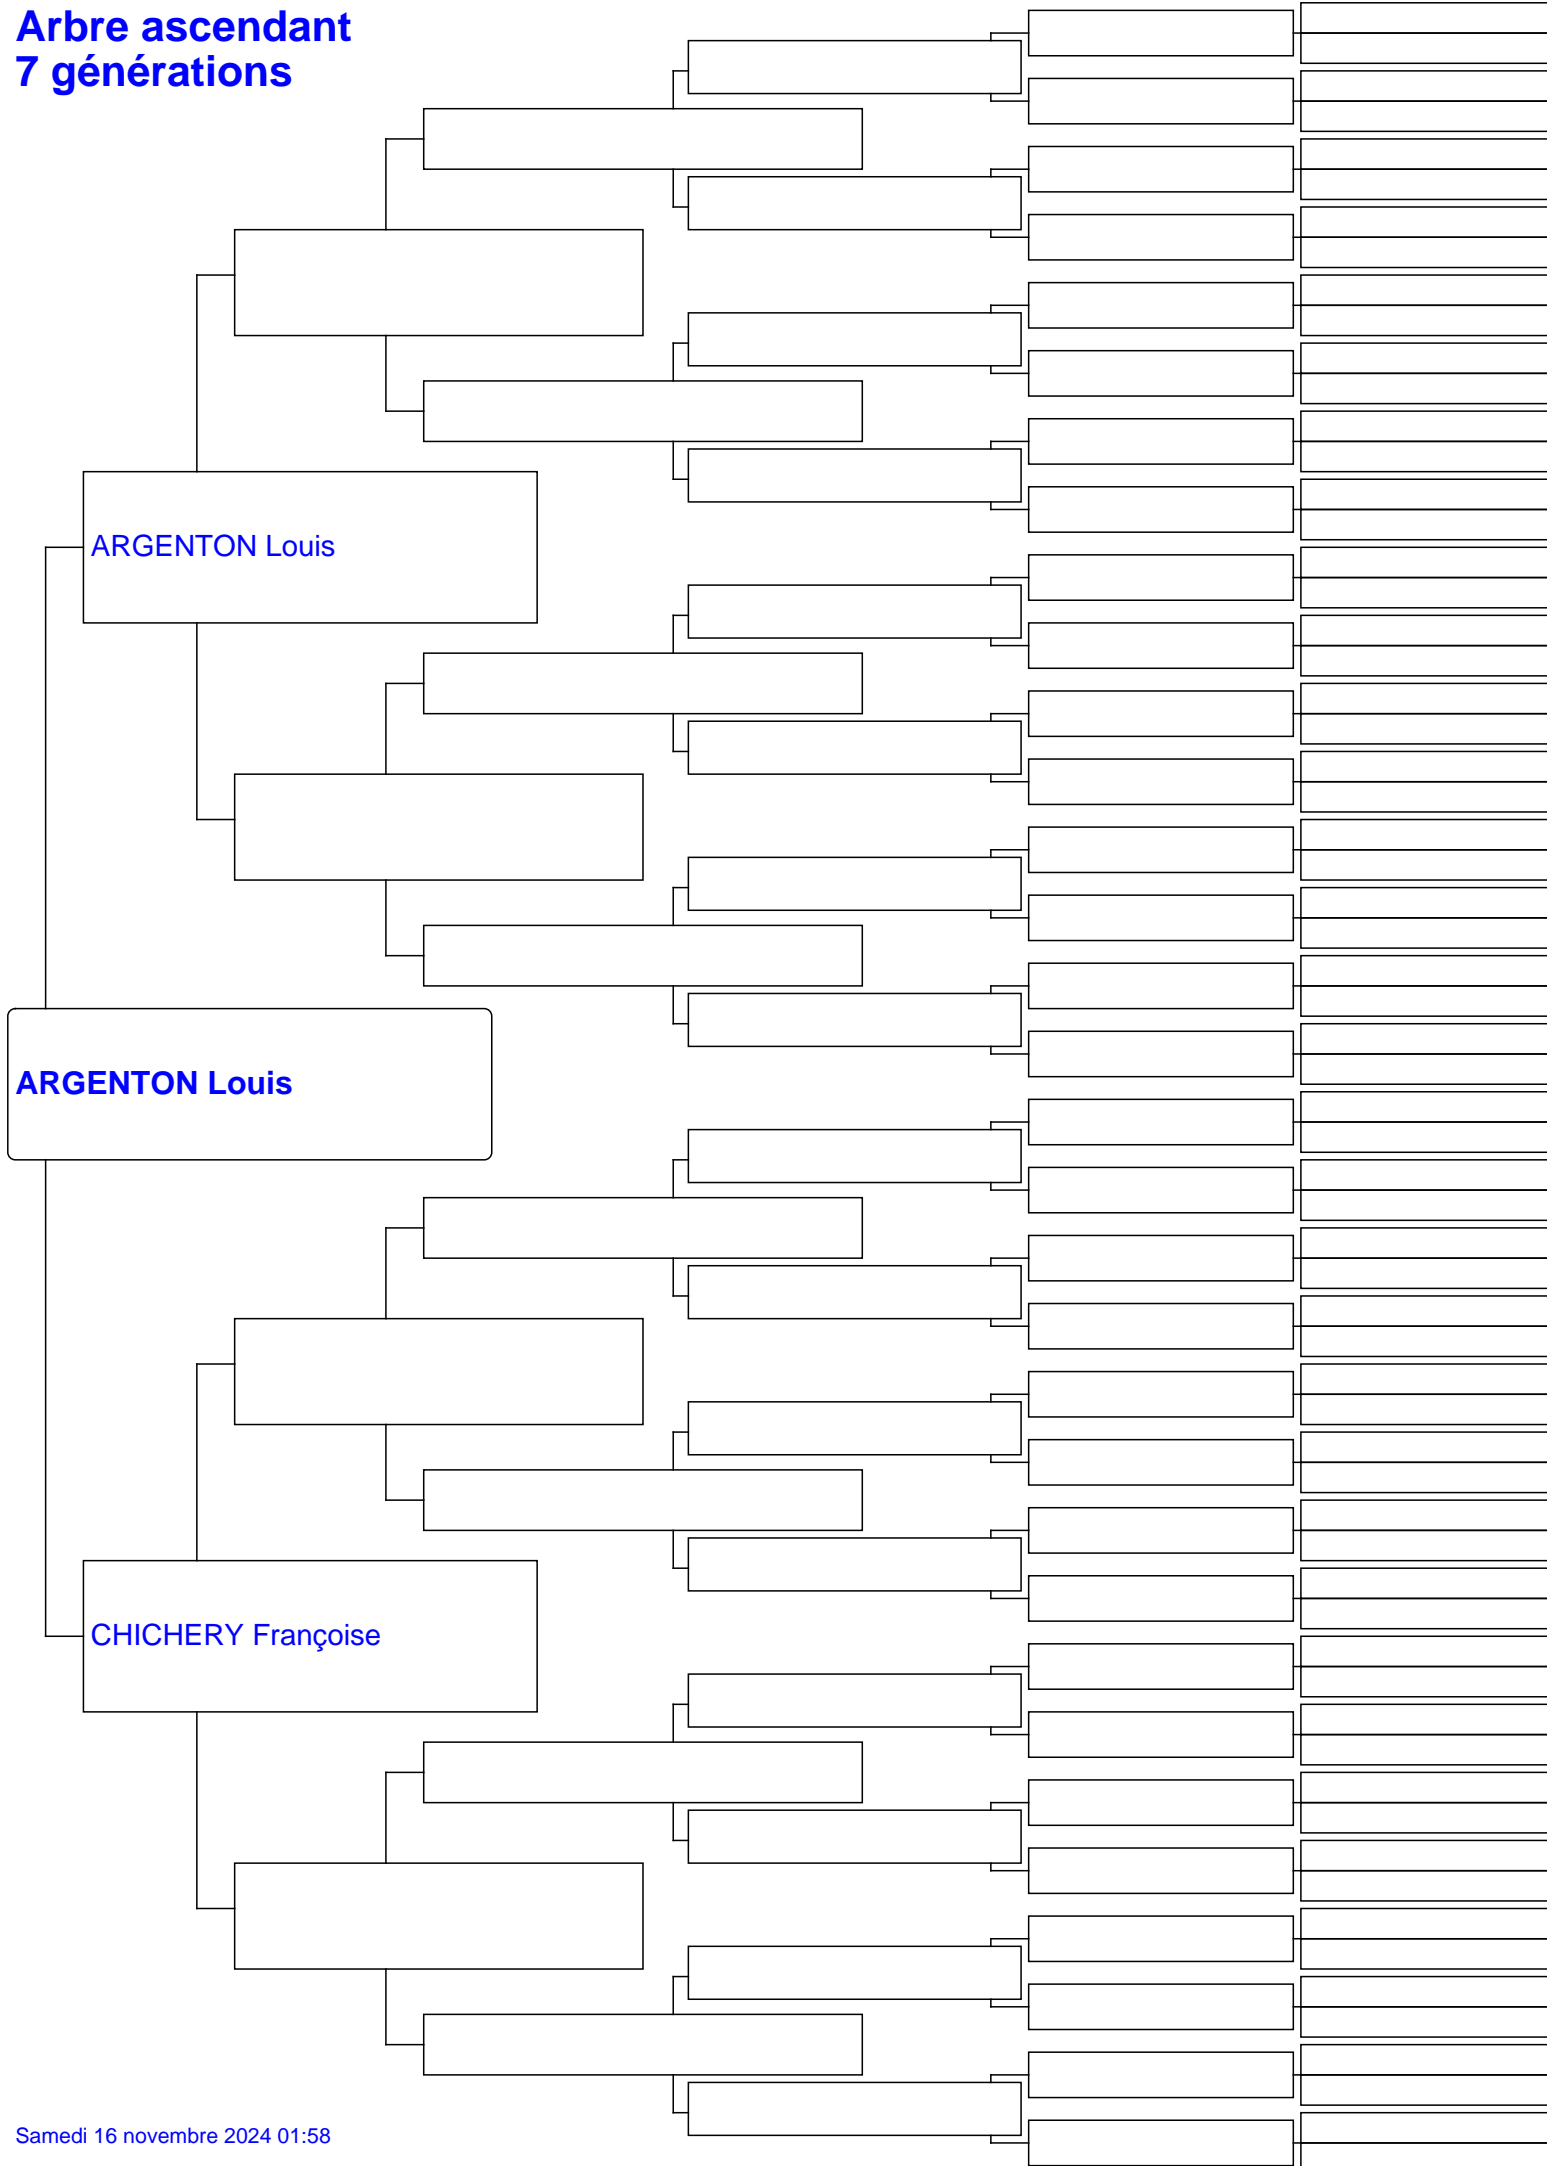 Arbre ascendant
7 générations
ARGENTON Louis
ARGENTON Louis
CHICHERY Françoise
Samedi 16 novembre 2024 01:58